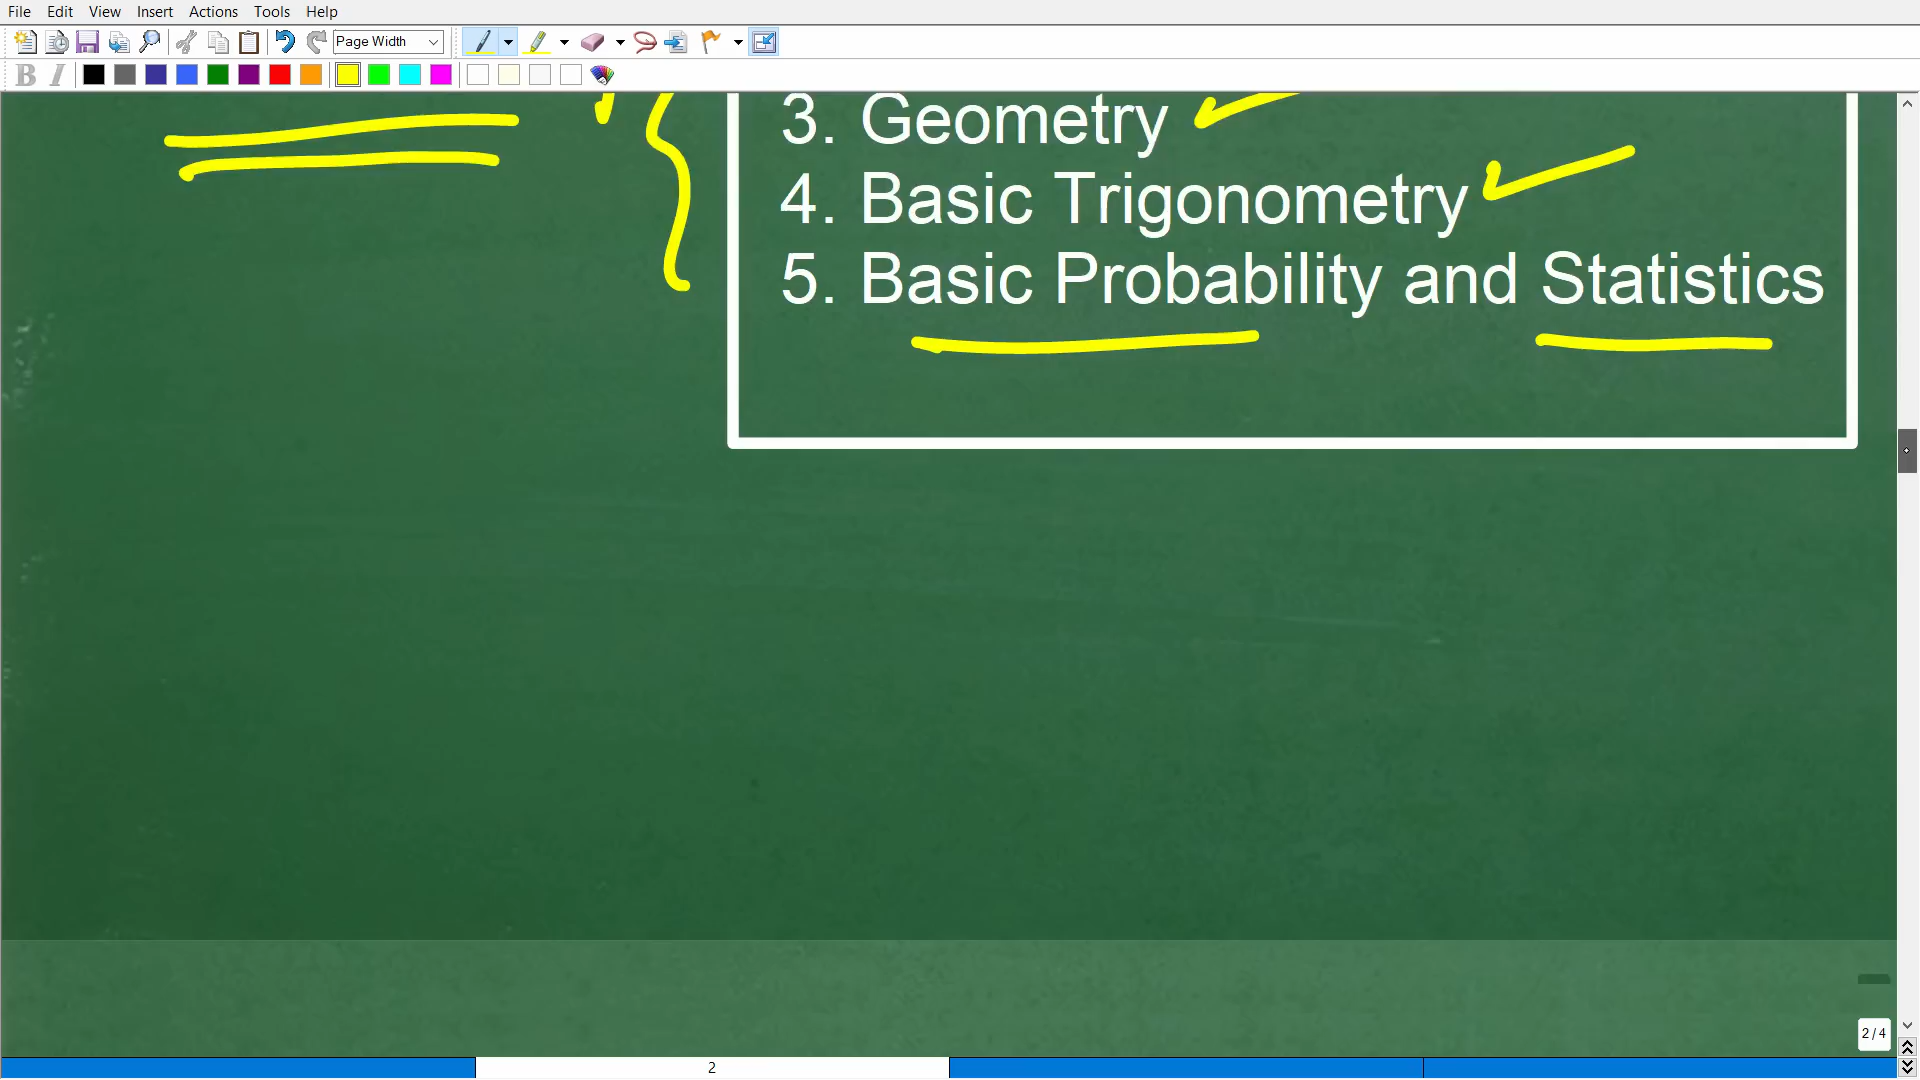 File Edit View Insert Actions Tools Help
Page Width
B I
3. Geometry
4. Basic Trigonometry
5. Basic Probability and Statistics
2 / 4
2